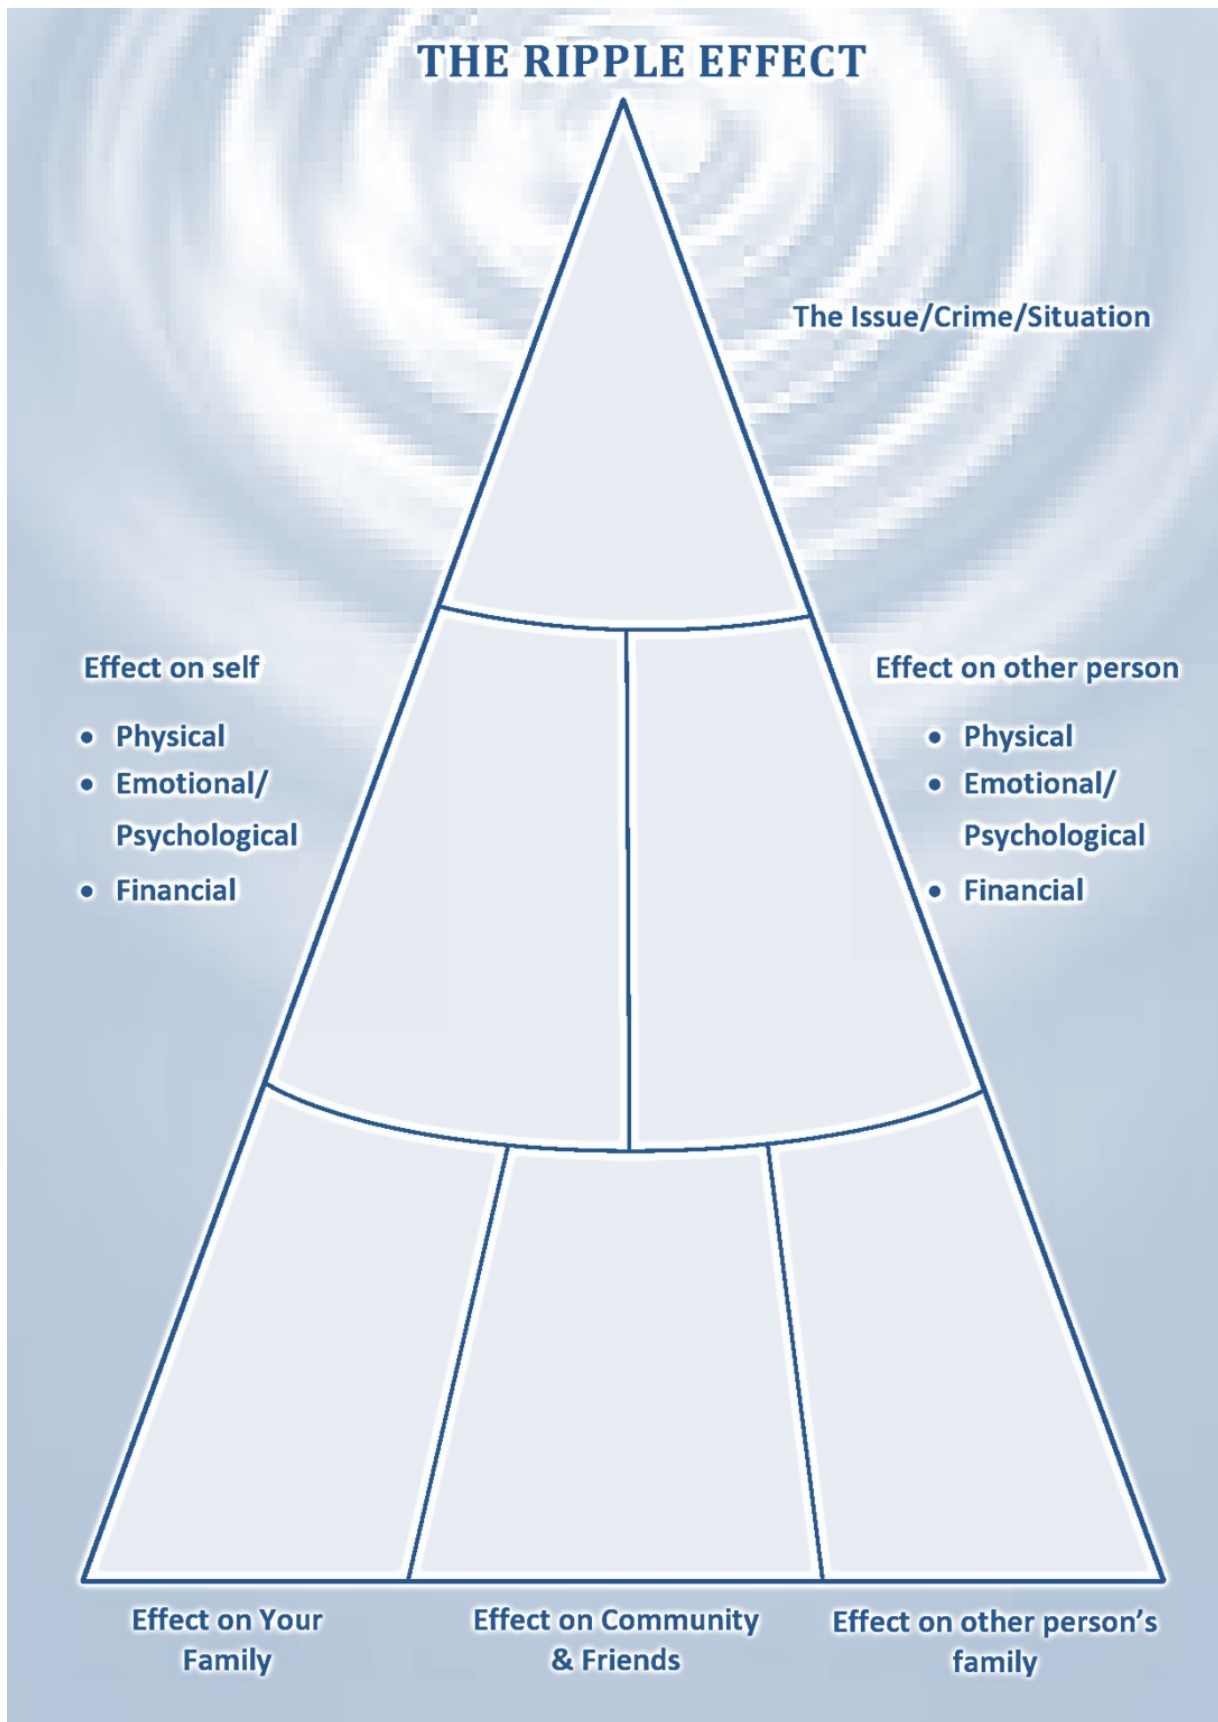 THE RIPPLE EFFECT
The Issue/Crime/Situation
Effect on self
• Physical
• Emotional/
Psychological
• Financial
Effect on other person
• Physical
• Emotional/
Psychological
• Financial
Effect on Your
Family
Effect on Community
& Friends
Effect on other person’s
family